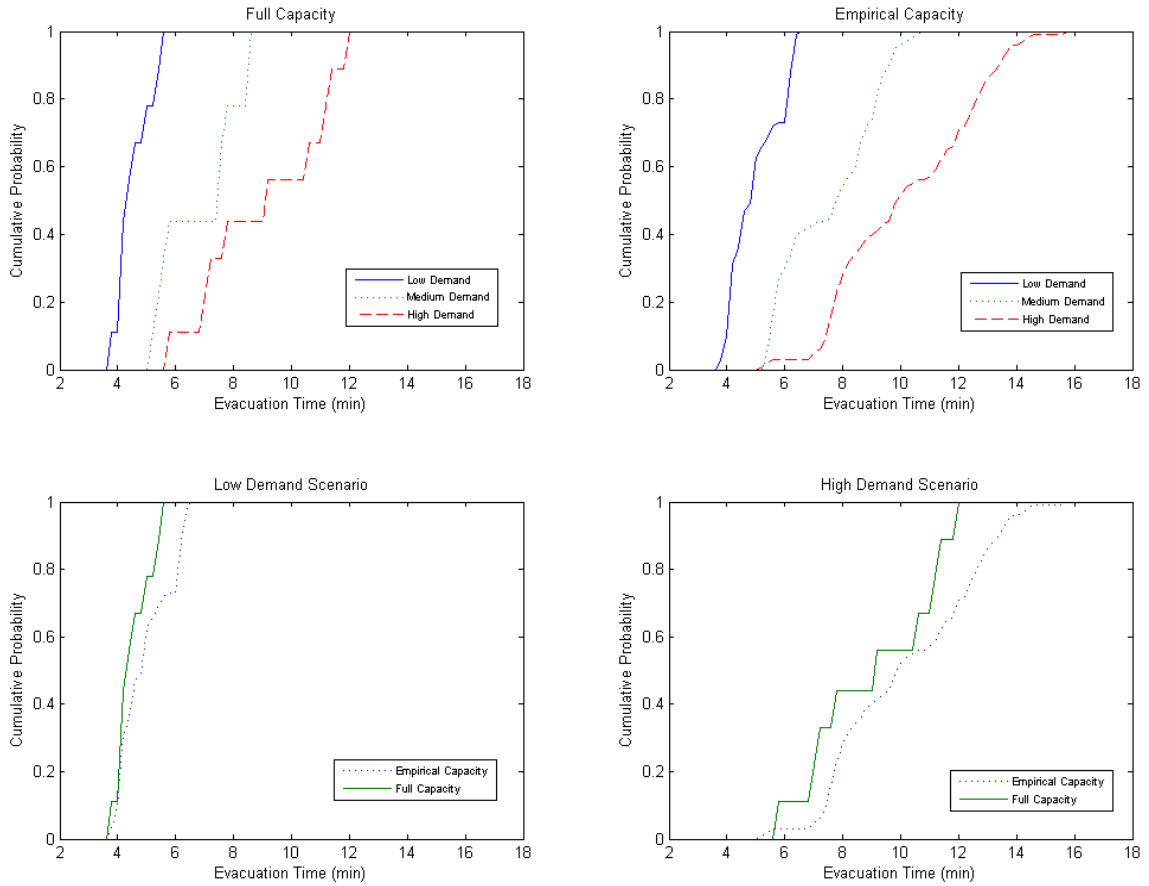 Full Capacity
1
0.8
0.6
0.4
0.2
0
Cumulative Probability
2 4 6 8 10 12 14 16 18
Evacuation Time (min)
Low Demand
Medium Demand
High Demand
Empirical Capacity
1
0.8
0.6
0.4
0.2
0
Cumulative Probability
2 4 6 8 10 12 14 16 18
Evacuation Time (min)
Low Demand
Medium Demand
High Demand
Low Demand Scenario
1
0.8
0.6
0.4
0.2
0
Cumulative Probability
2 4 6 8 10 12 14 16 18
Evacuation Time (min)
Empirical Capacity
Full Capacity
High Demand Scenario
1
0.8
0.6
0.4
0.2
0
Cumulative Probability
2 4 6 8 10 12 14 16 18
Evacuation Time (min)
Empirical Capacity
Full Capacity